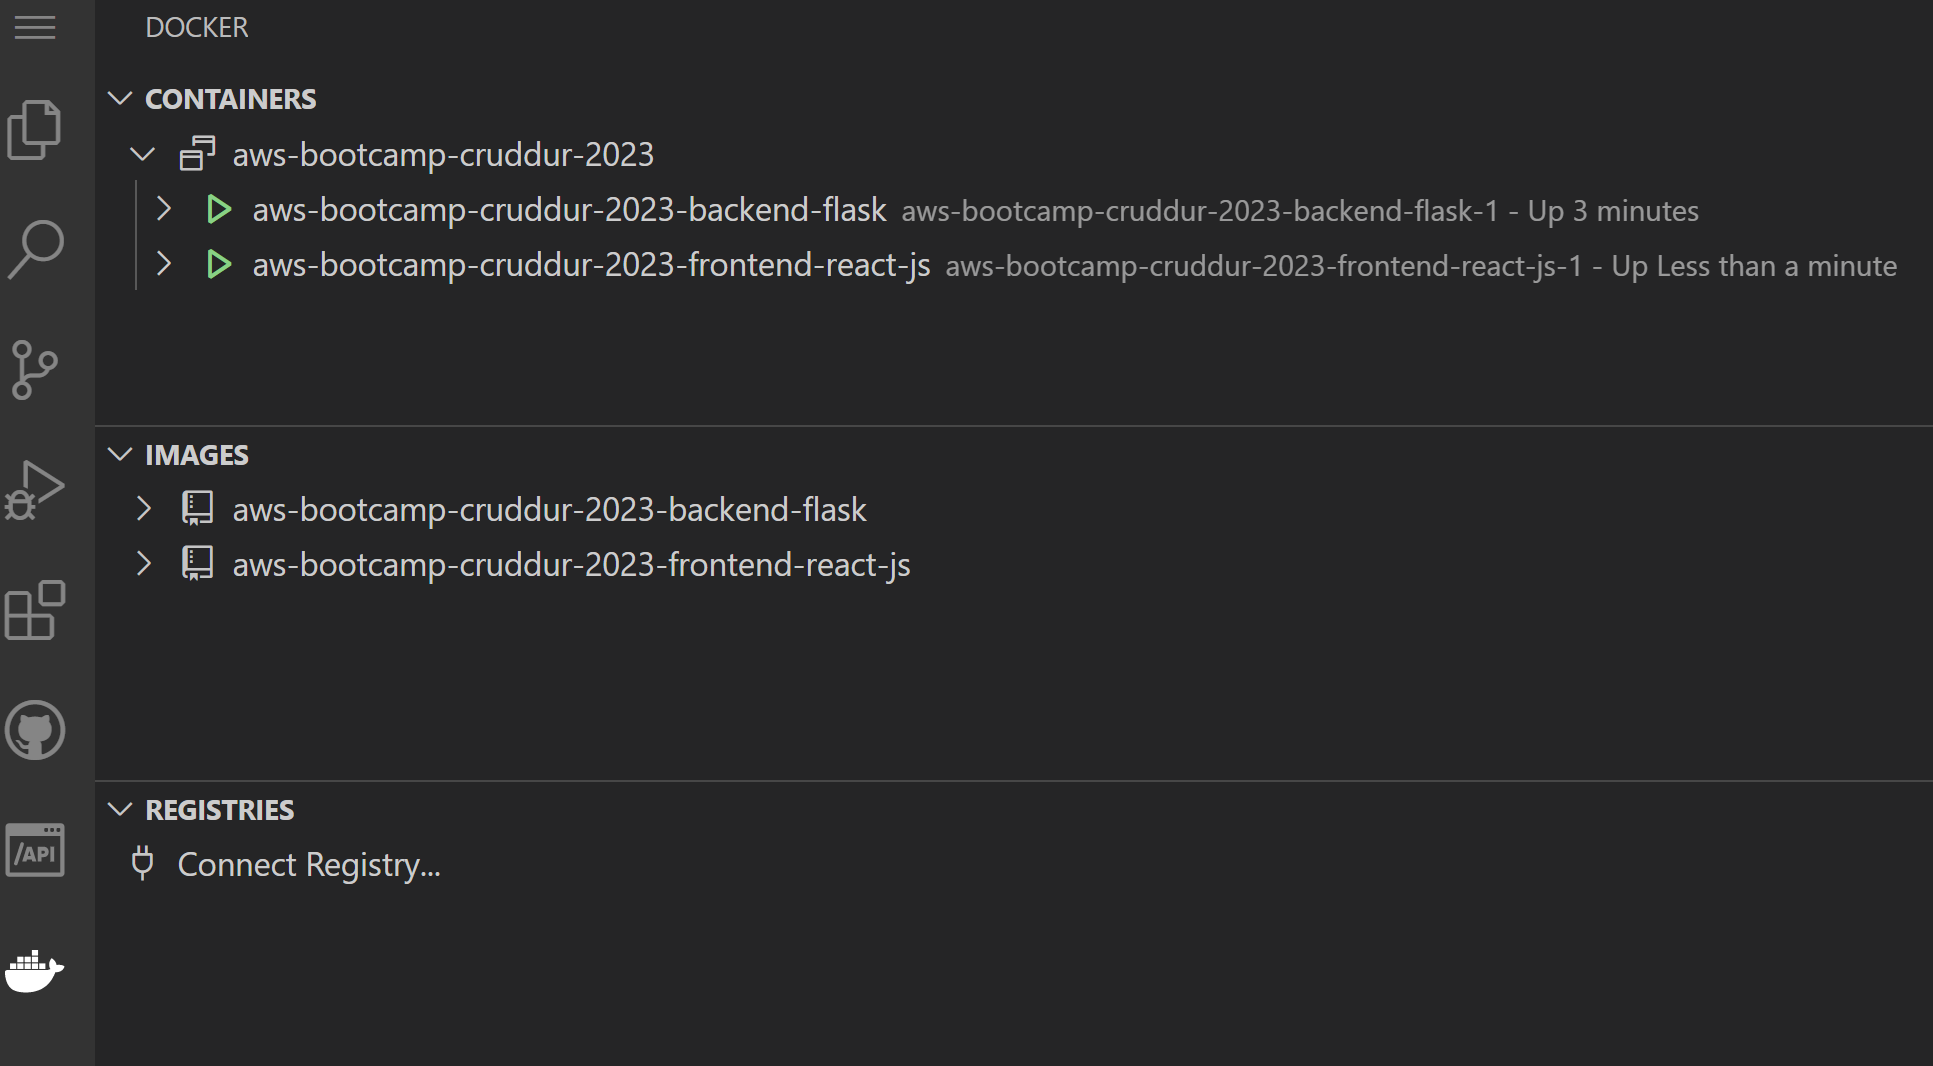 DOCKER
CONTAINERS
aws-bootcamp-cruddur-2023
aws-bootcamp-cruddur-2023-backend-flask aws-bootcamp-cruddur-2023-backend-flask-1 - Up 3 minutes
aws-bootcamp-cruddur-2023-frontend-react-js aws-bootcamp-cruddur-2023-frontend-react-js-1 - Up Less than a minute
IMAGES
aws-bootcamp-cruddur-2023-backend-flask
aws-bootcamp-cruddur-2023-frontend-react-js
REGISTRIES
/API
Connect Registry...